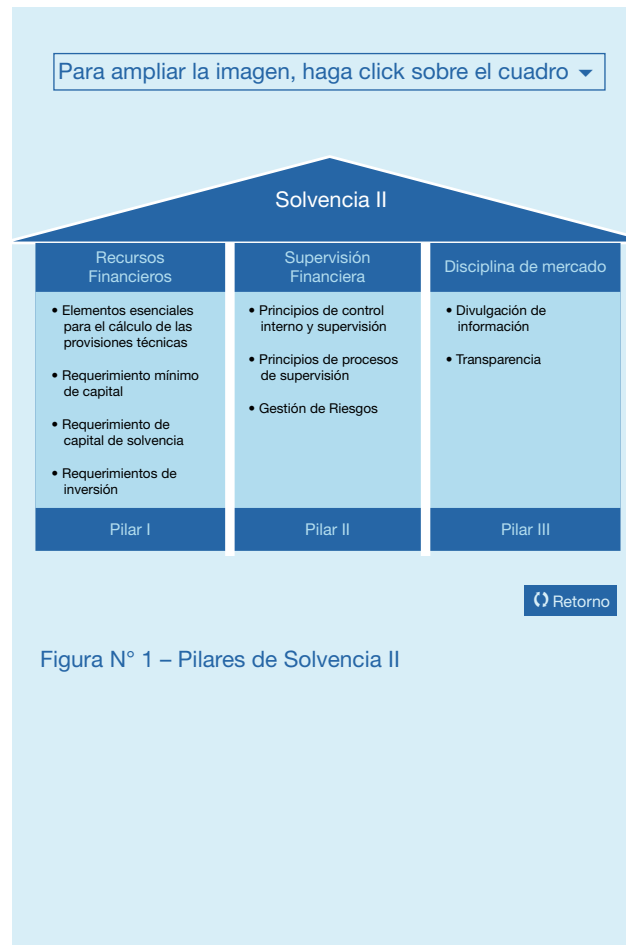 Para ampliar la imagen, haga click sobre el cuadro
Solvencia II
Recursos
Financieros
• Elementos esenciales
para el cálculo de las
provisiones técnicas
• Requerimiento mínimo
de capital
• Requerimiento de
capital de solvencia
• Requerimientos de
inversión
Pilar I
Supervisión
Financiera
• Principios de control
interno y supervisión
• Principios de procesos
de supervisión
• Gestión de Riesgos
Pilar II
Disciplina de mercado
• Divulgación de
información
• Transparencia
Pilar III
Retorno
Figura N° 1 – Pilares de Solvencia II